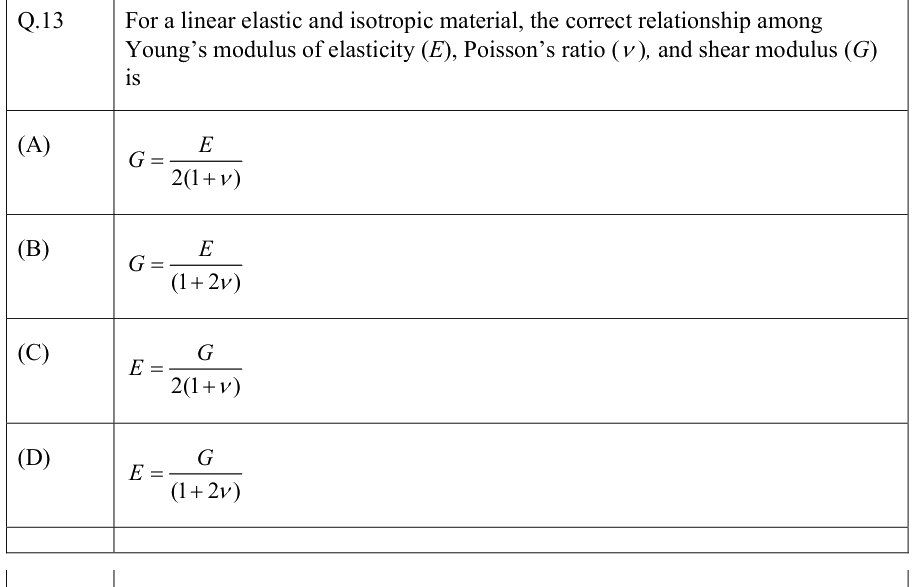 Q.13 For a linear elastic and isotropic material, the correct relationship among
Young’s modulus of elasticity (E), Poisson’s ratio (ν), and shear modulus (G)
is
(A) G = E / 2(1+ν)
(B) G = E / (1+2ν)
(C) E = G / 2(1+ν)
(D) E = G / (1+2ν)